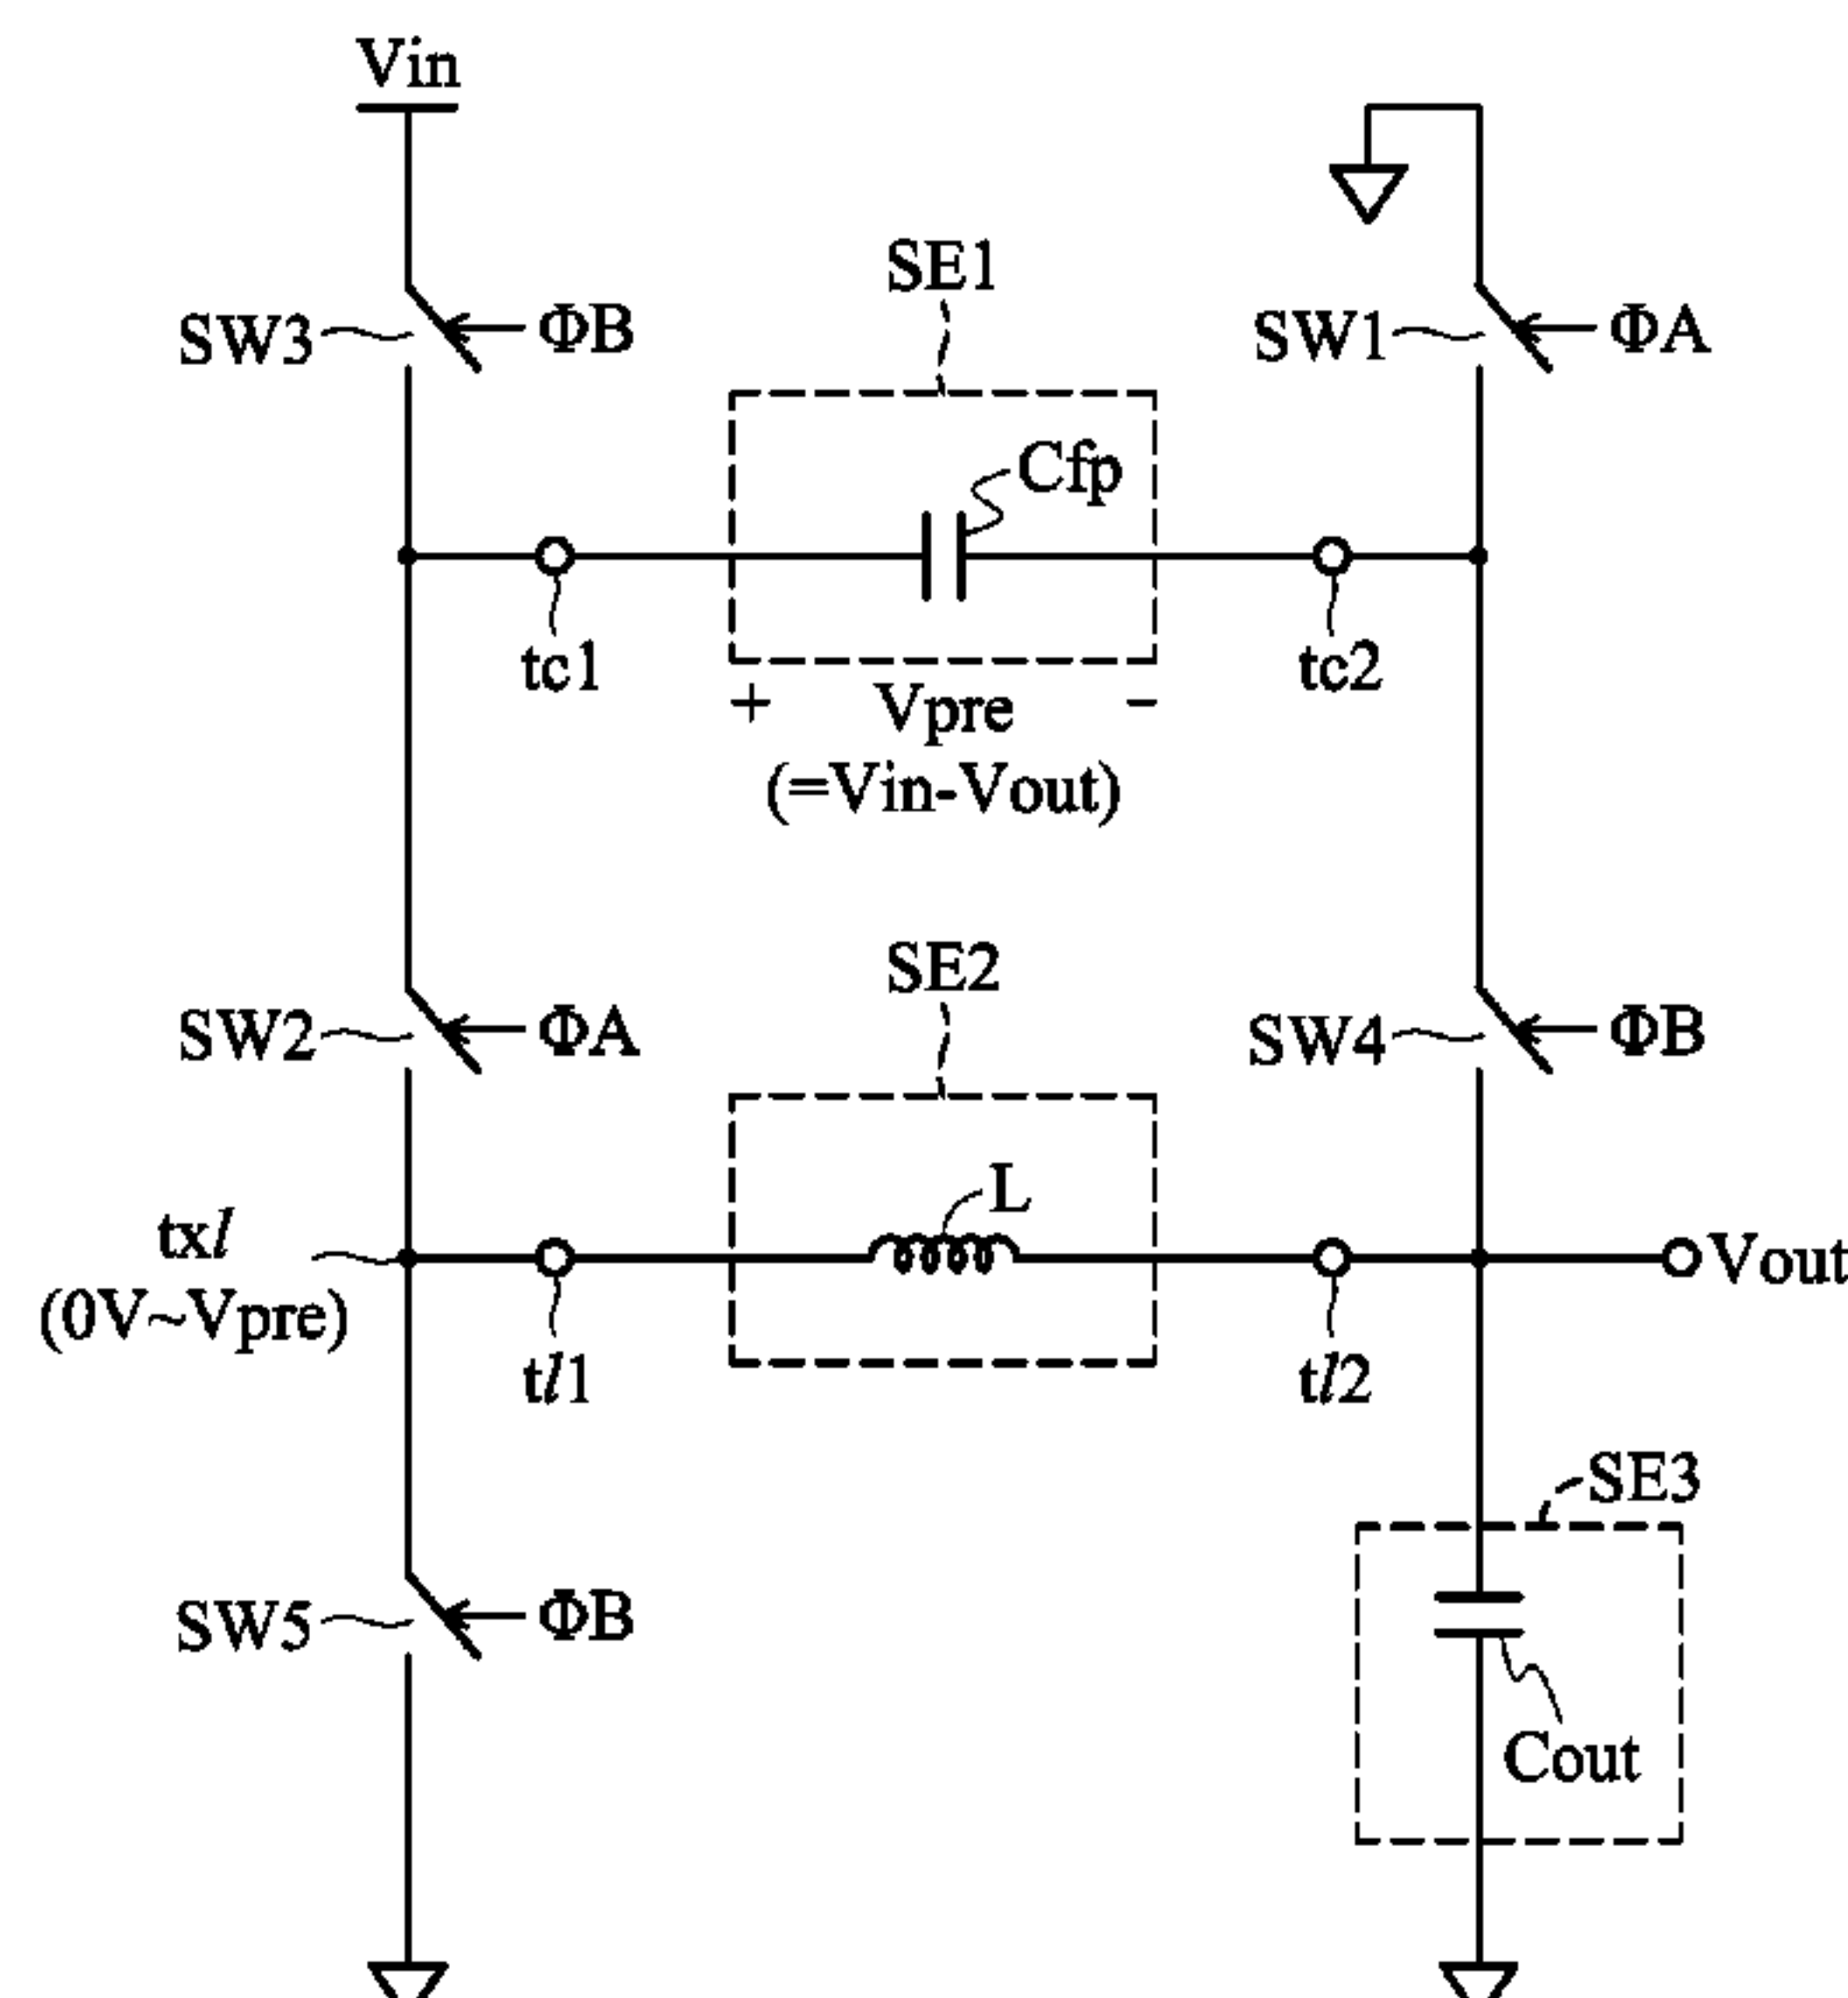 Vin
SE1
SW3
ΦB
SW1
ΦA
Cfp
tc1
tc2
+ Vpre −
(=Vin-Vout)
SE2
SW2
ΦA
SW4
ΦB
L
txl
(0V~Vpre)
Vout
tl1
tl2
SE3
SW5
ΦB
Cout